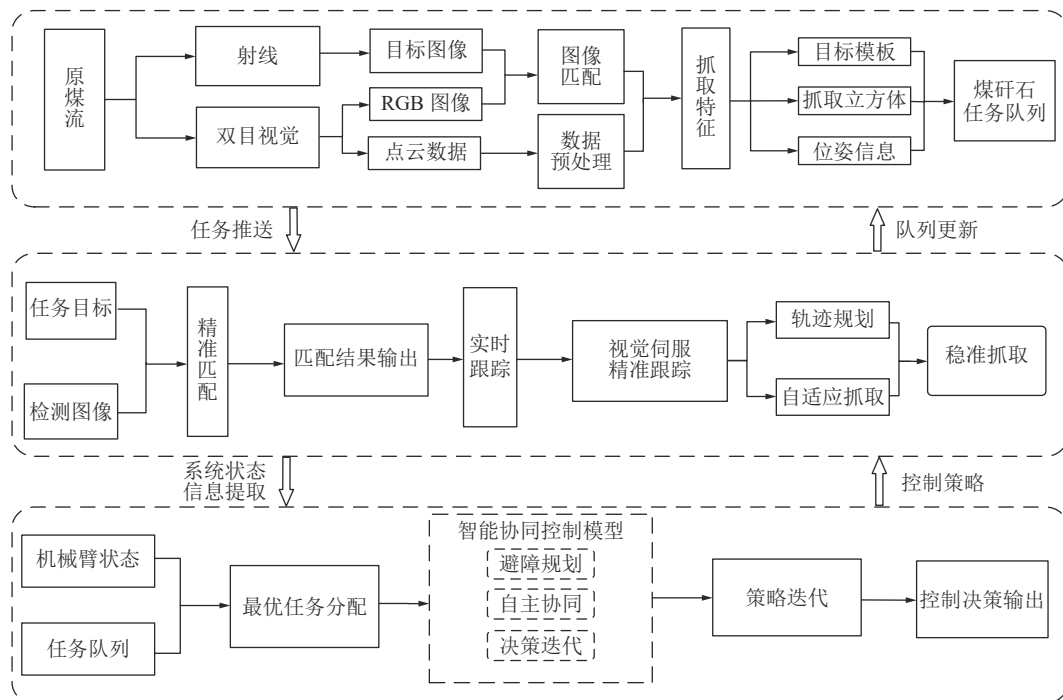 原
煤
流
射线
双目视觉
目标图像
RGB 图像
点云数据
图像
匹配
数据
预处理
抓
取
特
征
目标模板
抓取立方体
位姿信息
煤矸石
任务队列
任务推送
队列更新
任务目标
检测图像
精
准
匹
配
匹配结果输出
实时
跟踪
视觉伺服
精准跟踪
轨迹规划
自适应抓取
稳准抓取
系统状态
信息提取
控制策略
机械臂状态
任务队列
最优任务分配
智能协同控制模型
避障规划
自主协同
决策迭代
策略迭代
控制决策输出